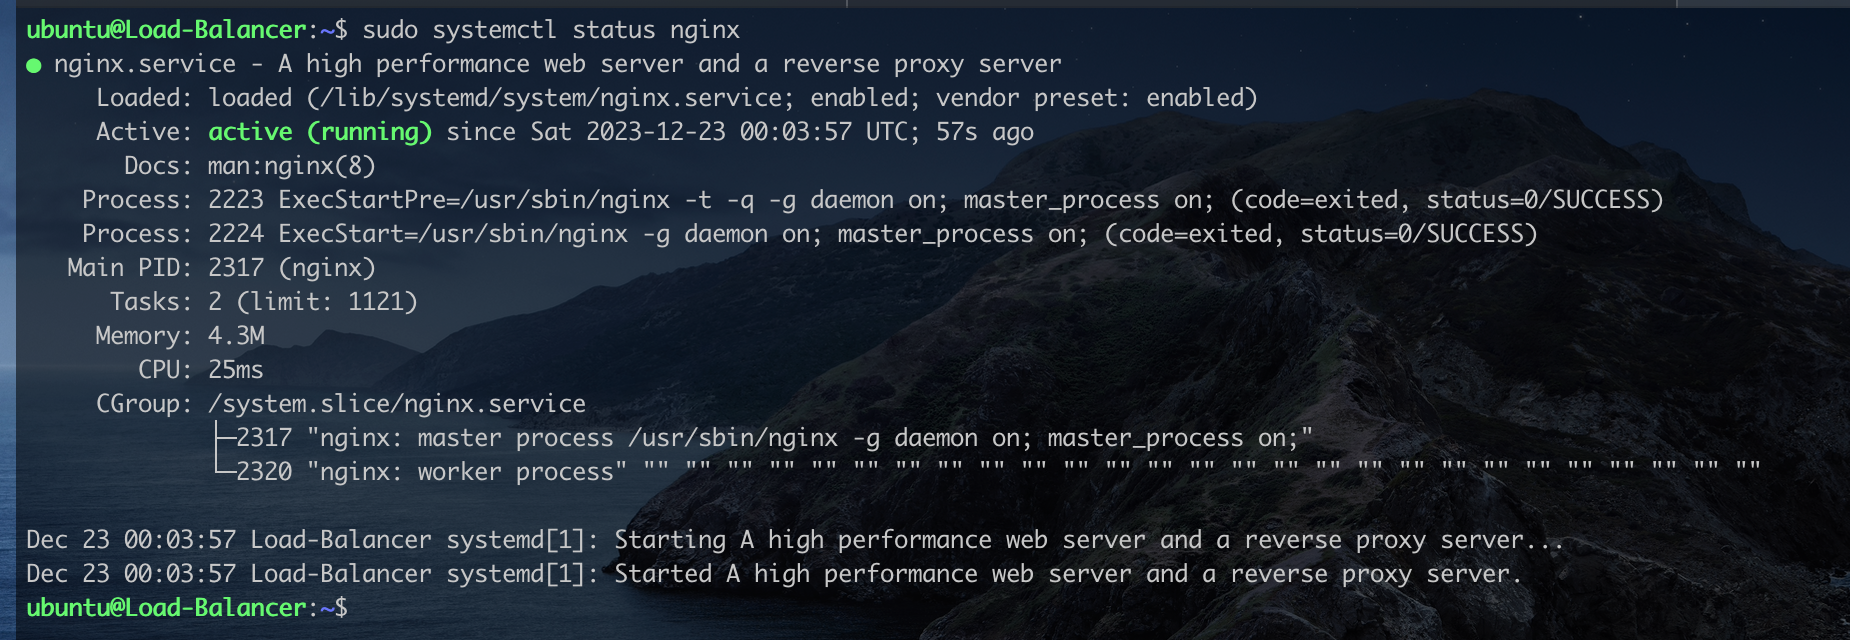 ubuntu@Load-Balancer:~$ sudo systemctl status nginx
● nginx.service - A high performance web server and a reverse proxy server
Loaded: loaded (/lib/systemd/system/nginx.service; enabled; vendor preset: enabled)
Active: active (running) since Sat 2023-12-23 00:03:57 UTC; 57s ago
Docs: man:nginx(8)
Process: 2223 ExecStartPre=/usr/sbin/nginx -t -q -g daemon on; master_process on; (code=exited, status=0/SUCCESS)
Process: 2224 ExecStart=/usr/sbin/nginx -g daemon on; master_process on; (code=exited, status=0/SUCCESS)
Main PID: 2317 (nginx)
Tasks: 2 (limit: 1121)
Memory: 4.3M
CPU: 25ms
CGroup: /system.slice/nginx.service
├─2317 "nginx: master process /usr/sbin/nginx -g daemon on; master_process on;"
└─2320 "nginx: worker process" "" "" "" "" "" "" "" "" "" "" "" "" "" "" "" "" "" "" "" "" "" "" "" "" "" "" ""
Dec 23 00:03:57 Load-Balancer systemd[1]: Starting A high performance web server and a reverse proxy server...
Dec 23 00:03:57 Load-Balancer systemd[1]: Started A high performance web server and a reverse proxy server.
ubuntu@Load-Balancer:~$